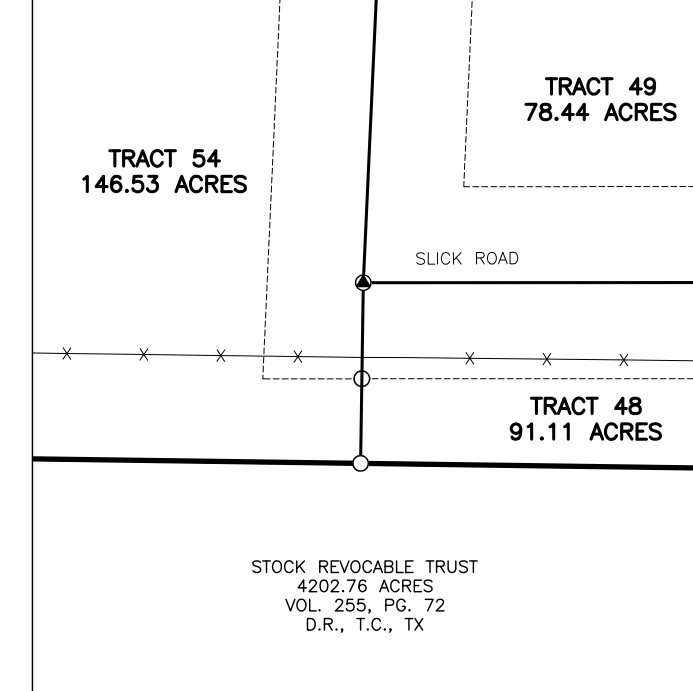 TRACT 49
78.44 ACRES
TRACT 54
146.53 ACRES
SLICK ROAD
TRACT 48
91.11 ACRES
STOCK REVOCABLE TRUST
4202.76 ACRES
VOL. 255, PG. 72
D.R., T.C., TX